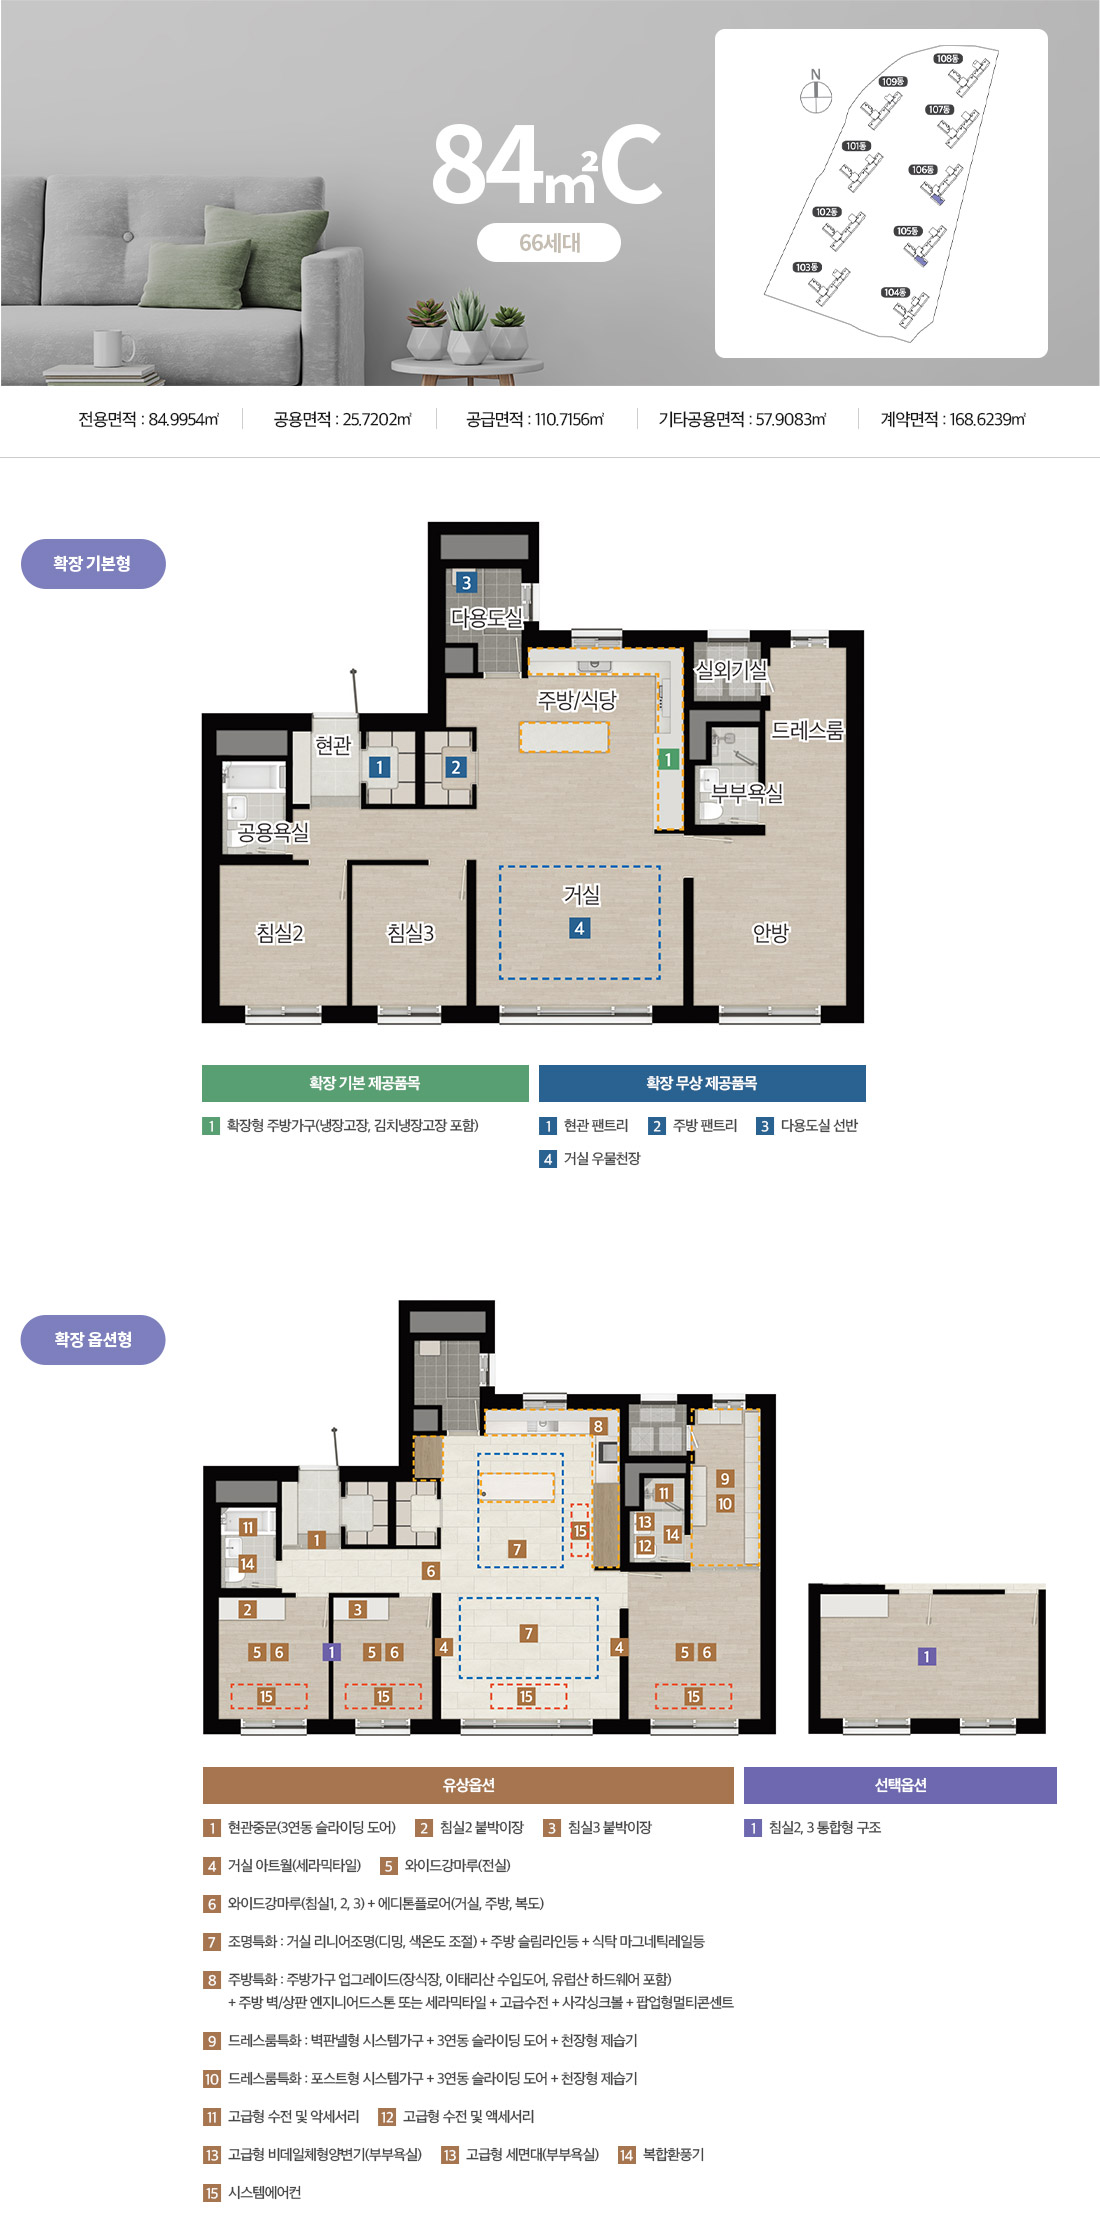 84㎡C
66세대
N
108동
109동
107동
101동
106동
102동
105동
103동
104동
전용면적 : 84.9954㎡
공용면적 : 25.7202㎡
공급면적 : 110.7156㎡
기타공용면적 : 57.9083㎡
계약면적 : 168.6239㎡
확장 기본형
3
다용도실
실외기실
주방/식당
드레스룸
현관
1
2
1
부부욕실
공용욕실
거실
4
침실2
침실3
안방
확장 기본 제공품목
1 확장형 주방가구(냉장고장, 김치냉장고장 포함)
확장 무상 제공품목
1 현관 팬트리 2 주방 팬트리 3 다용도실 선반
4 거실 우물천장
확장 옵션형
8
9
10
11
13
12
14
15
11
14
1
7
6
2
3
7
4
4
5 6
1
5 6
5 6
15
15
15
15
1
유상옵션
1 현관중문(3연동 슬라이딩 도어) 2 침실2 붙박이장 3 침실3 붙박이장
4 거실 아트월(세라믹타일) 5 와이드강마루(전실)
6 와이드강마루(침실1, 2, 3) + 에디톤플로어(거실, 주방, 복도)
7 조명특화 : 거실 리니어조명(디밍, 색온도 조절) + 주방 슬림라인등 + 식탁 마그네틱레일등
8 주방특화 : 주방가구 업그레이드(장식장, 이태리산 수입도어, 유럽산 하드웨어 포함)
+ 주방 벽/상판 엔지니어드스톤 또는 세라믹타일 + 고급수전 + 사각싱크볼 + 팝업형멀티콘센트
9 드레스룸특화 : 벽판넬형 시스템가구 + 3연동 슬라이딩 도어 + 천장형 제습기
10 드레스룸특화 : 포스트형 시스템가구 + 3연동 슬라이딩 도어 + 천장형 제습기
11 고급형 수전 및 악세서리 12 고급형 수전 및 액세서리
13 고급형 비데일체형양변기(부부욕실) 13 고급형 세면대(부부욕실) 14 복합환풍기
15 시스템에어컨
선택옵션
1 침실2, 3 통합형 구조